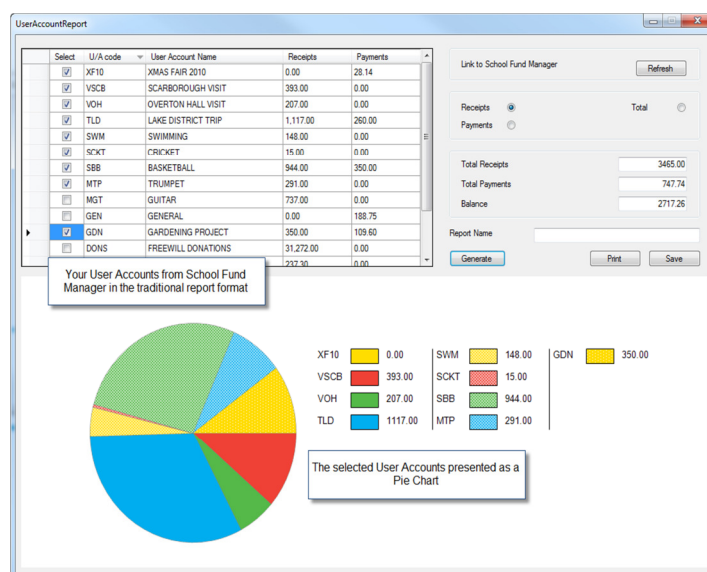 UserAccountReport
Select U/A code User Account Name Receipts Payments
XF10 XMAS FAIR 2010 0.00 28.14
VSCB SCARBOROUGH VISIT 393.00 0.00
VOH OVERTON HALL VISIT 207.00 0.00
TLD LAKE DISTRICT TRIP 1,117.00 260.00
SWM SWIMMING 148.00 0.00
SCKT CRICKET 15.00 0.00
SBB BASKETBALL 944.00 350.00
MTP TRUMPET 291.00 0.00
MGT GUITAR 737.00 0.00
GEN GENERAL 0.00 188.75
GDN GARDENING PROJECT 350.00 109.60
DONS FREEWILL DONATIONS 31,272.00 0.00
237.30 0.00
Link to School Fund Manager Refresh
Receipts Total
Payments
Total Receipts 3465.00
Total Payments 747.74
Balance 2717.26
Report Name
Generate Print Save
Your User Accounts from School Fund
Manager in the traditional report format
XF10 0.00 SWM 148.00 GDN 350.00
VSCB 393.00 SCKT 15.00
VOH 207.00 SBB 944.00
TLD 1117.00 MTP 291.00
The selected User Accounts presented as a
Pie Chart